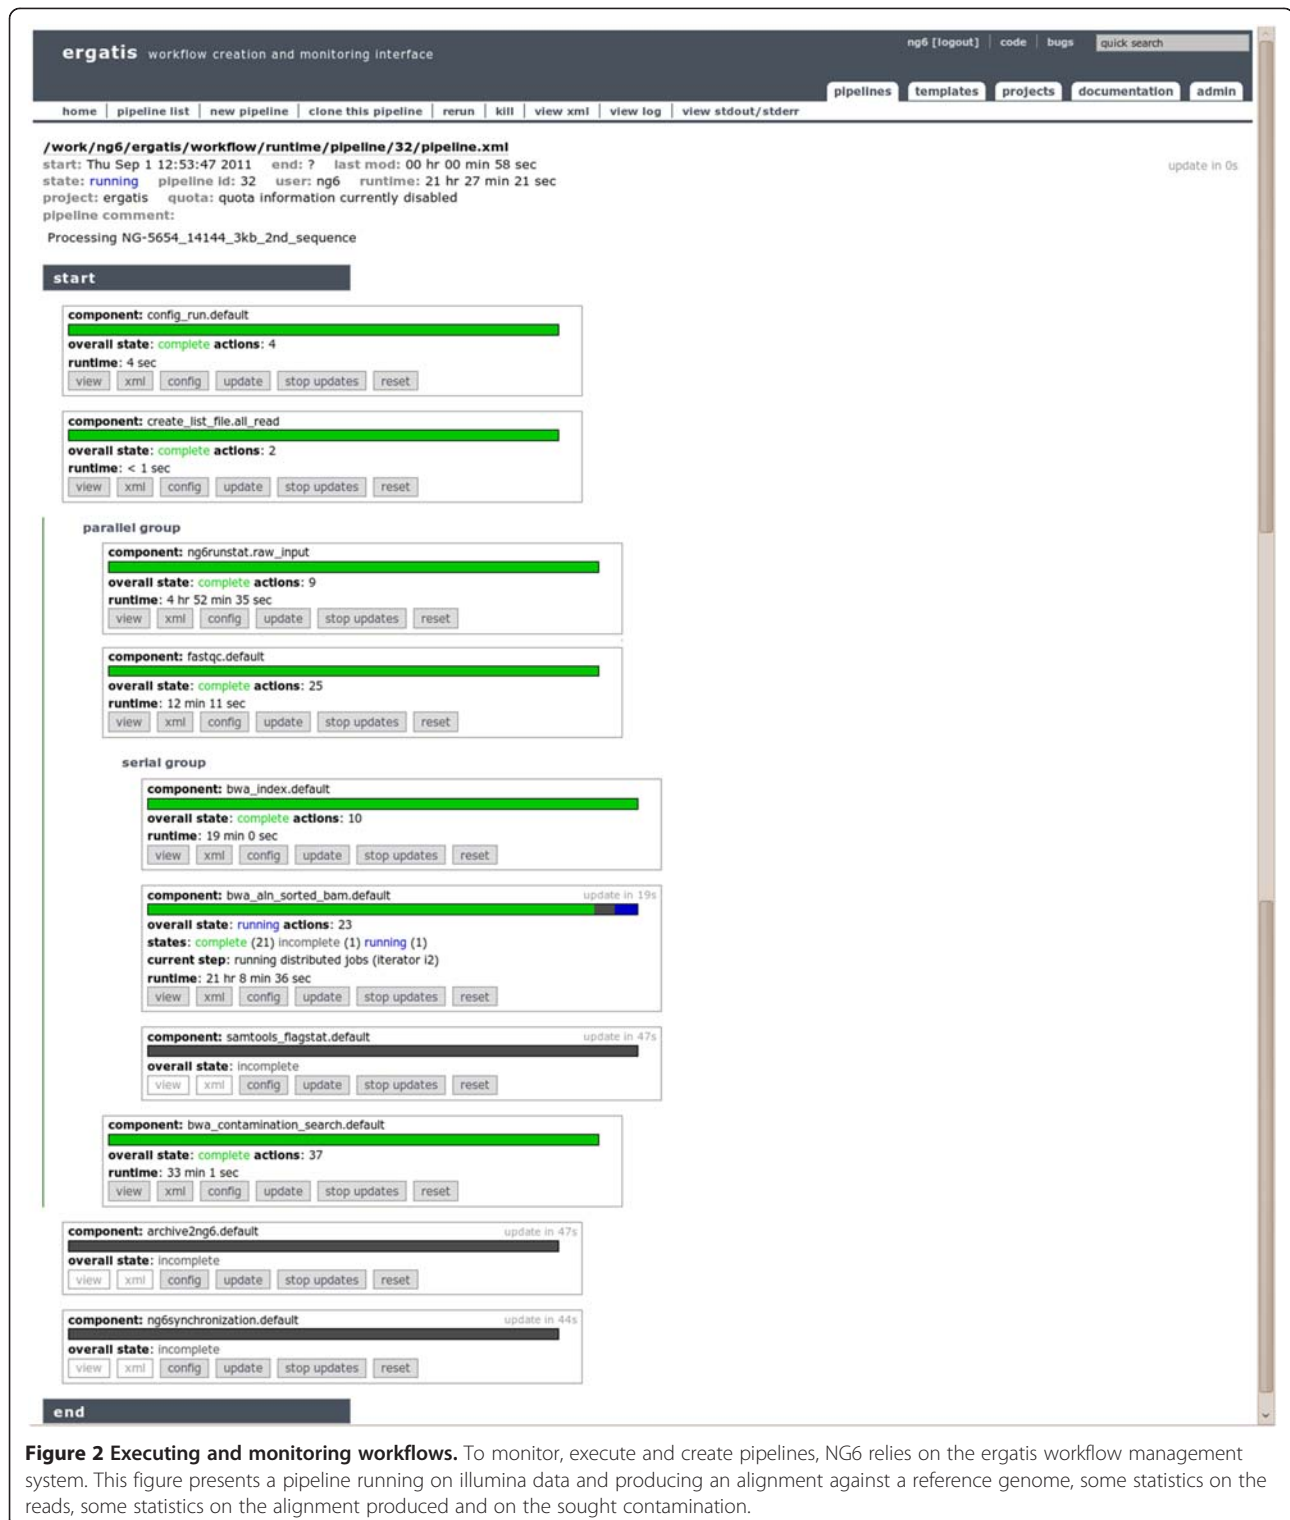 ergatis workflow creation and monitoring interface
ng6 [logout] | code | bugs quick search
pipelines templates projects documentation admin
home | pipeline list | new pipeline | clone this pipeline | rerun | kill | view xml | view log | view stdout/stderr
/work/ng6/ergatis/workflow/runtime/pipeline/32/pipeline.xml
start: Thu Sep 1 12:53:47 2011 end: ? last mod: 00 hr 00 min 58 sec
update in 0s
state: running pipeline id: 32 user: ng6 runtime: 21 hr 27 min 21 sec
project: ergatis quota: quota information currently disabled
pipeline comment:
Processing NG-5654_14144_3kb_2nd_sequence
start
component: config_run.default
overall state: complete actions: 4
runtime: 4 sec
view xml config update stop updates reset
component: create_list_file.all_read
overall state: complete actions: 2
runtime: < 1 sec
view xml config update stop updates reset
parallel group
component: ng6runstat.raw_input
overall state: complete actions: 9
runtime: 4 hr 52 min 35 sec
view xml config update stop updates reset
component: fastqc.default
overall state: complete actions: 25
runtime: 12 min 11 sec
view xml config update stop updates reset
serial group
component: bwa_index.default
overall state: complete actions: 10
runtime: 19 min 0 sec
view xml config update stop updates reset
component: bwa_aln_sorted_bam.default update in 19s
overall state: running actions: 23
states: complete (21) incomplete (1) running (1)
current step: running distributed jobs (iterator i2)
runtime: 21 hr 8 min 36 sec
view xml config update stop updates reset
component: samtools_flagstat.default update in 47s
overall state: incomplete
view xml config update stop updates reset
component: bwa_contamination_search.default
overall state: complete actions: 37
runtime: 33 min 1 sec
view xml config update stop updates reset
component: archive2ng6.default update in 47s
overall state: incomplete
view xml config update stop updates reset
component: ng6synchronization.default update in 44s
overall state: incomplete
view xml config update stop updates reset
end
Figure 2 Executing and monitoring workflows. To monitor, execute and create pipelines, NG6 relies on the ergatis workflow management
system. This figure presents a pipeline running on illumina data and producing an alignment against a reference genome, some statistics on the
reads, some statistics on the alignment produced and on the sought contamination.